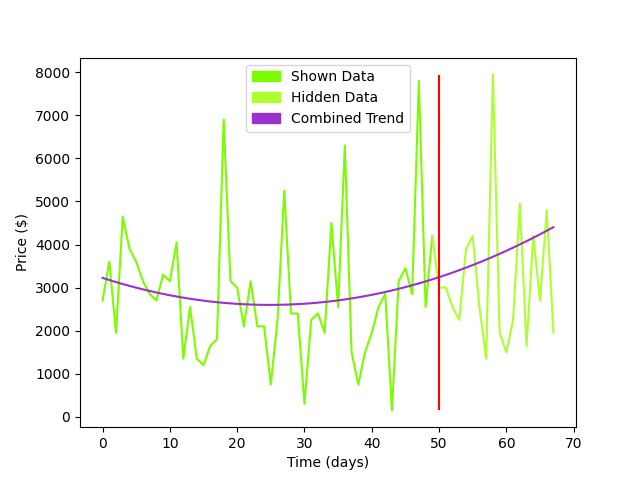 Shown Data
Hidden Data
Combined Trend
8000
7000
6000
5000
4000
3000
2000
1000
0
Price ($)
0 10 20 30 40 50 60 70
Time (days)